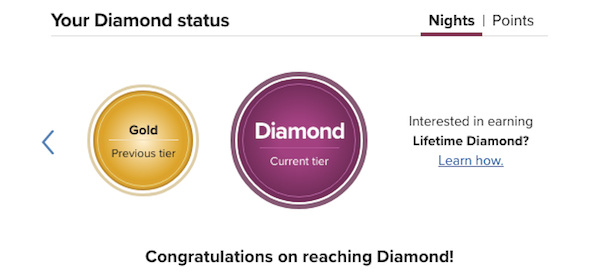 Your Diamond status
Nights | Points
Gold
Previous tier
Diamond
Current tier
Interested in earning
Lifetime Diamond?
Learn how.
Congratulations on reaching Diamond!